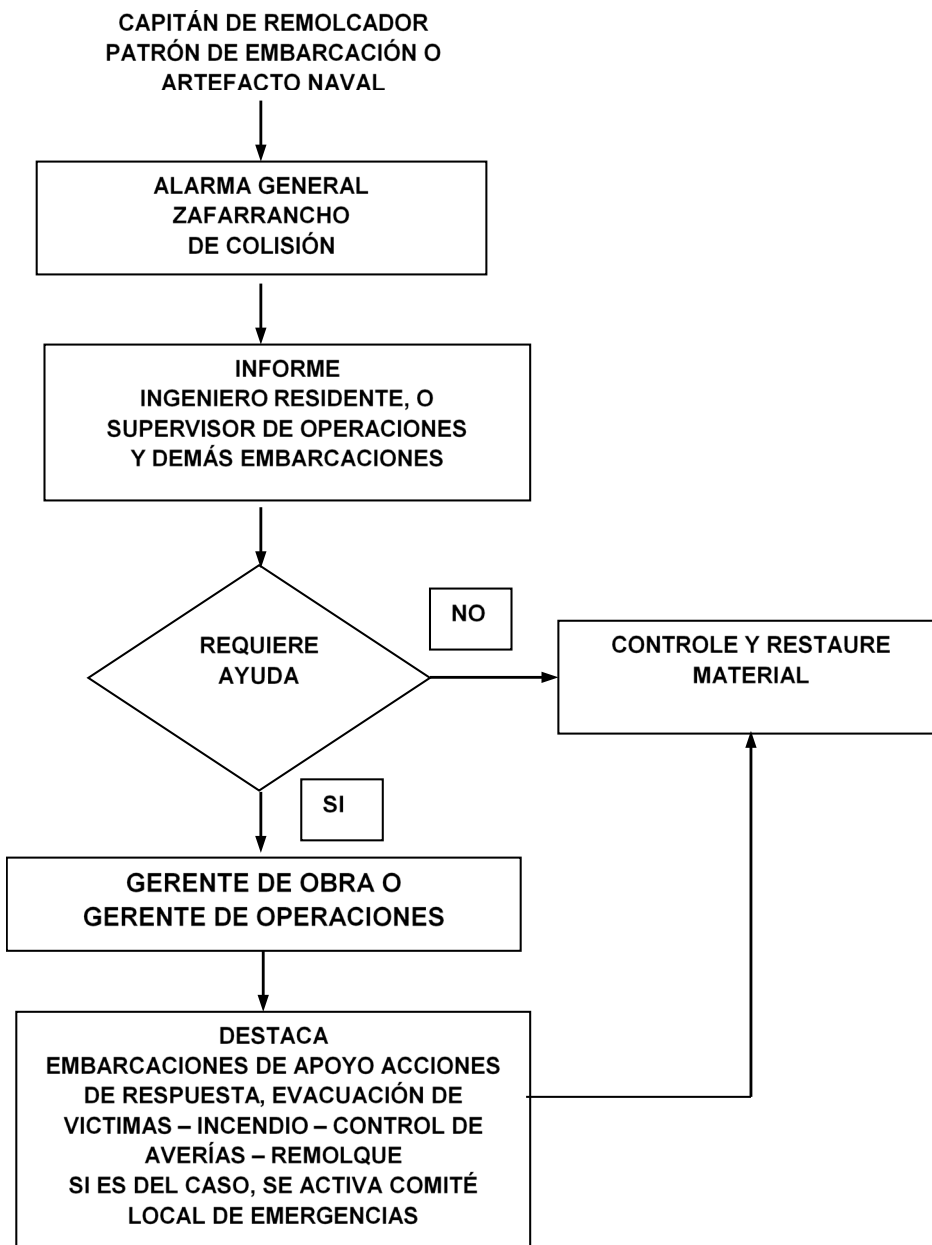 CAPITÁN DE REMOLCADOR
PATRÓN DE EMBARCACIÓN O
ARTEFACTO NAVAL
ALARMA GENERAL
ZAFARRANCHO
DE COLISIÓN
INFORME
INGENIERO RESIDENTE, O
SUPERVISOR DE OPERACIONES
Y DEMÁS EMBARCACIONES
REQUIERE
AYUDA
NO
CONTROLE Y RESTAURE
MATERIAL
SI
GERENTE DE OBRA O
GERENTE DE OPERACIONES
DESTACA
EMBARCACIONES DE APOYO ACCIONES
DE RESPUESTA, EVACUACIÓN DE
VICTIMAS – INCENDIO – CONTROL DE
AVERÍAS – REMOLQUE
SI ES DEL CASO, SE ACTIVA COMITÉ
LOCAL DE EMERGENCIAS